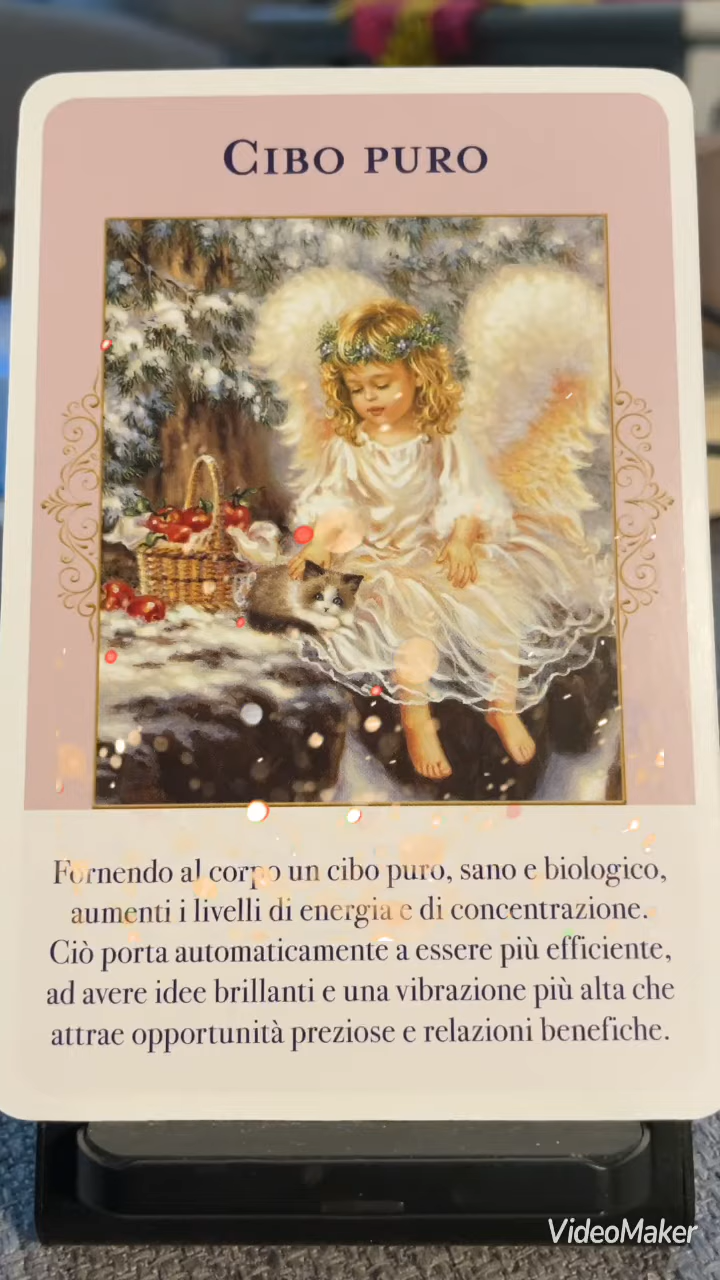 CIBO PURO
Fornendo al corpo un cibo puro, sano e biologico,
aumenti i livelli di energia e di concentrazione.
Ciò porta automaticamente a essere più efficiente,
ad avere idee brillanti e una vibrazione più alta che
attrae opportunità preziose e relazioni benefiche.
VideoMaker